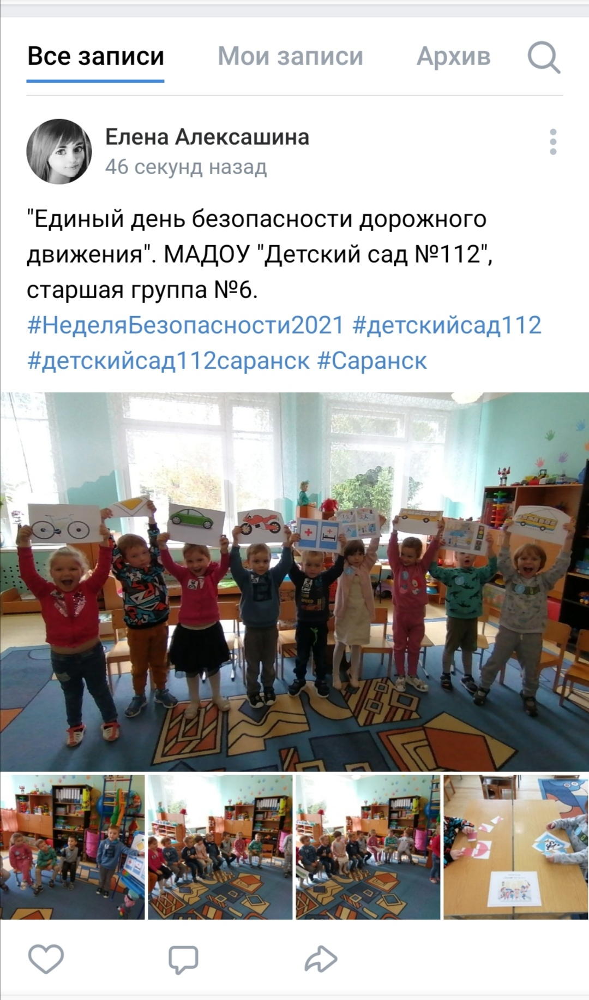 Все записи Мои записи Архив
Елена Алексашина
46 секунд назад
"Единый день безопасности дорожного
движения". МАДОУ "Детский сад №112",
старшая группа №6.
#НеделяБезопасности2021 #детскийсад112
#детскийсад112саранск #Саранск